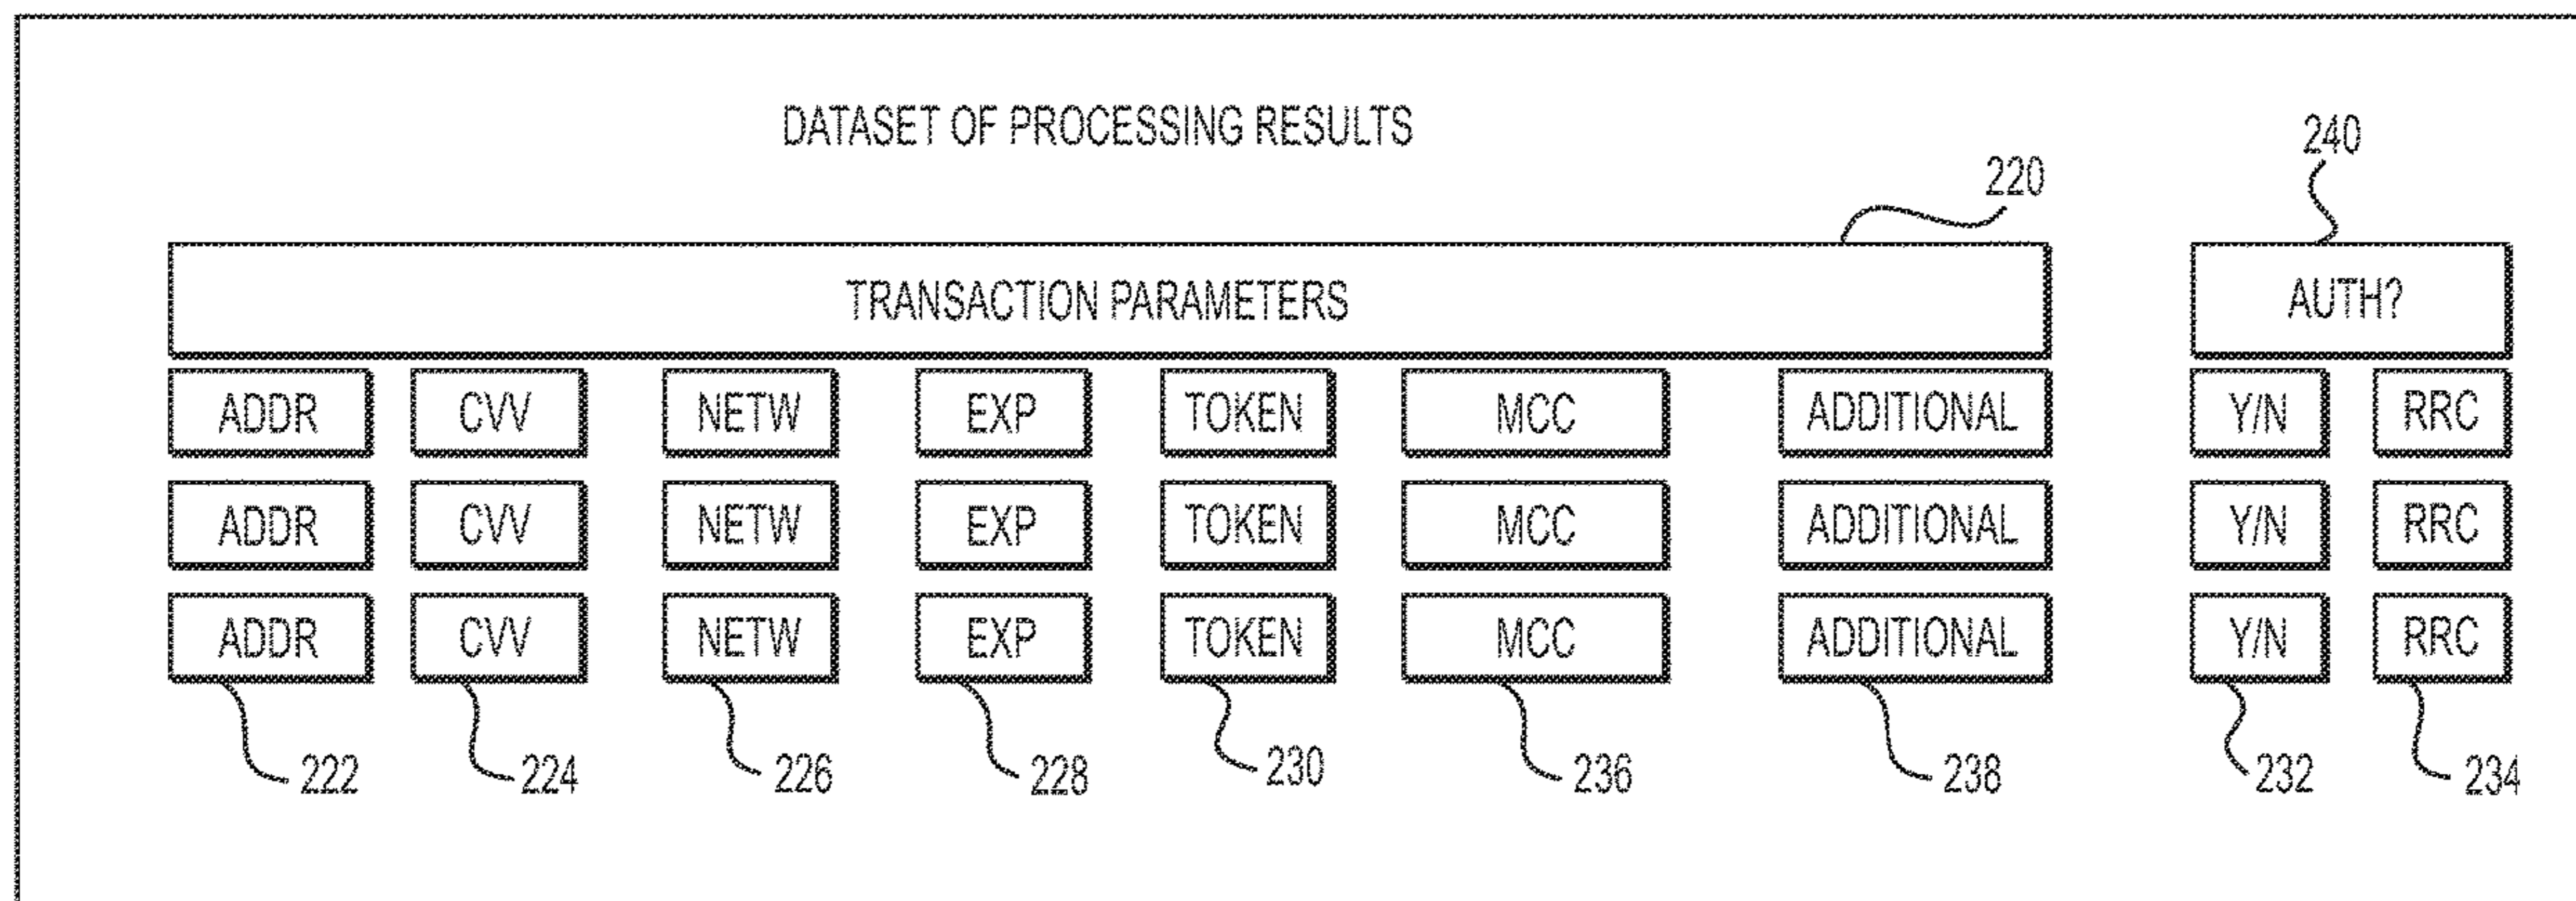 DATASET OF PROCESSING RESULTS
240
220
TRANSACTION PARAMETERS AUTH?
ADDR CVV NETW EXP TOKEN MCC ADDITIONAL Y/N RRC
ADDR CVV NETW EXP TOKEN MCC ADDITIONAL Y/N RRC
ADDR CVV NETW EXP TOKEN MCC ADDITIONAL Y/N RRC
222 224 226 228 230 236 238 232 234